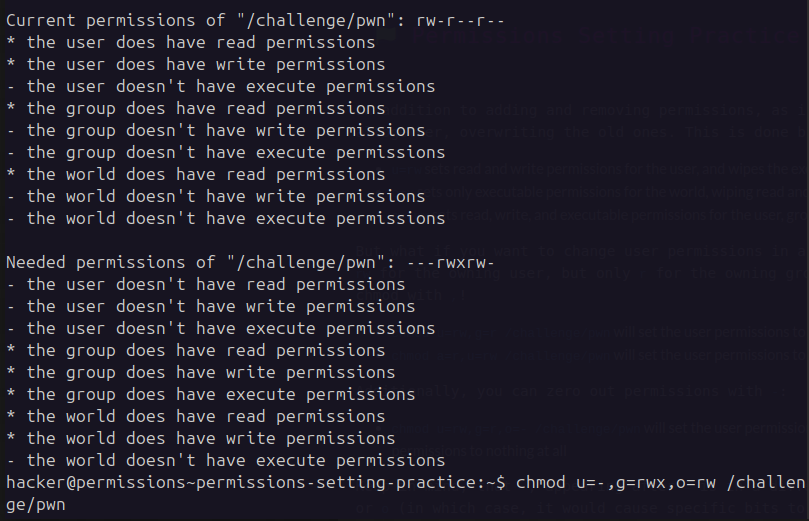 Current permissions of "/challenge/pwn": rw-r--r--
* the user does have read permissions
* the user does have write permissions
- the user doesn't have execute permissions
* the group does have read permissions
- the group doesn't have write permissions
- the group doesn't have execute permissions
* the world does have read permissions
- the world doesn't have write permissions
- the world doesn't have execute permissions

Needed permissions of "/challenge/pwn": ---rwxrw-
- the user doesn't have read permissions
- the user doesn't have write permissions
- the user doesn't have execute permissions
* the group does have read permissions
* the group does have write permissions
* the group does have execute permissions
* the world does have read permissions
* the world does have write permissions
- the world doesn't have execute permissions
hacker@permissions~permissions-setting-practice:~$ chmod u=-,g=rwx,o=rw /challen
ge/pwn